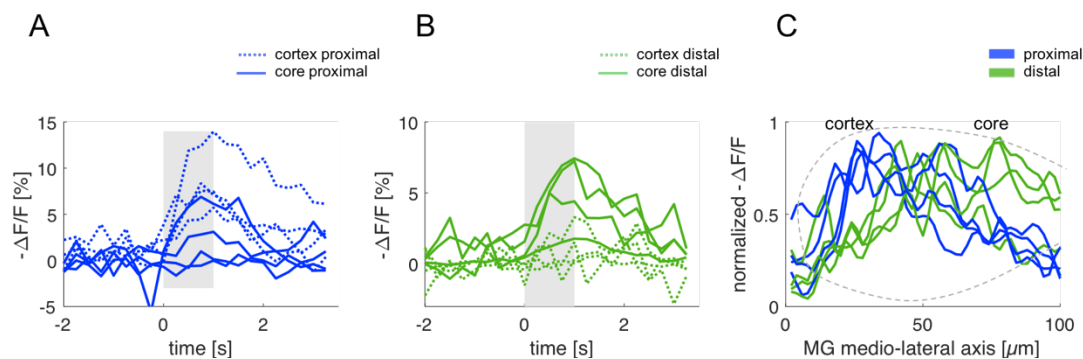 A
cortex proximal
core proximal
- ΔF/F [%]
15
10
5
0
-5
-2
0
2
time [s]
B
cortex distal
core distal
- ΔF/F [%]
10
5
0
-2
0
2
time [s]
C
proximal
distal
cortex
core
normalized - ΔF/F
1
0.5
0
0
50
100
MG medio-lateral axis [µm]